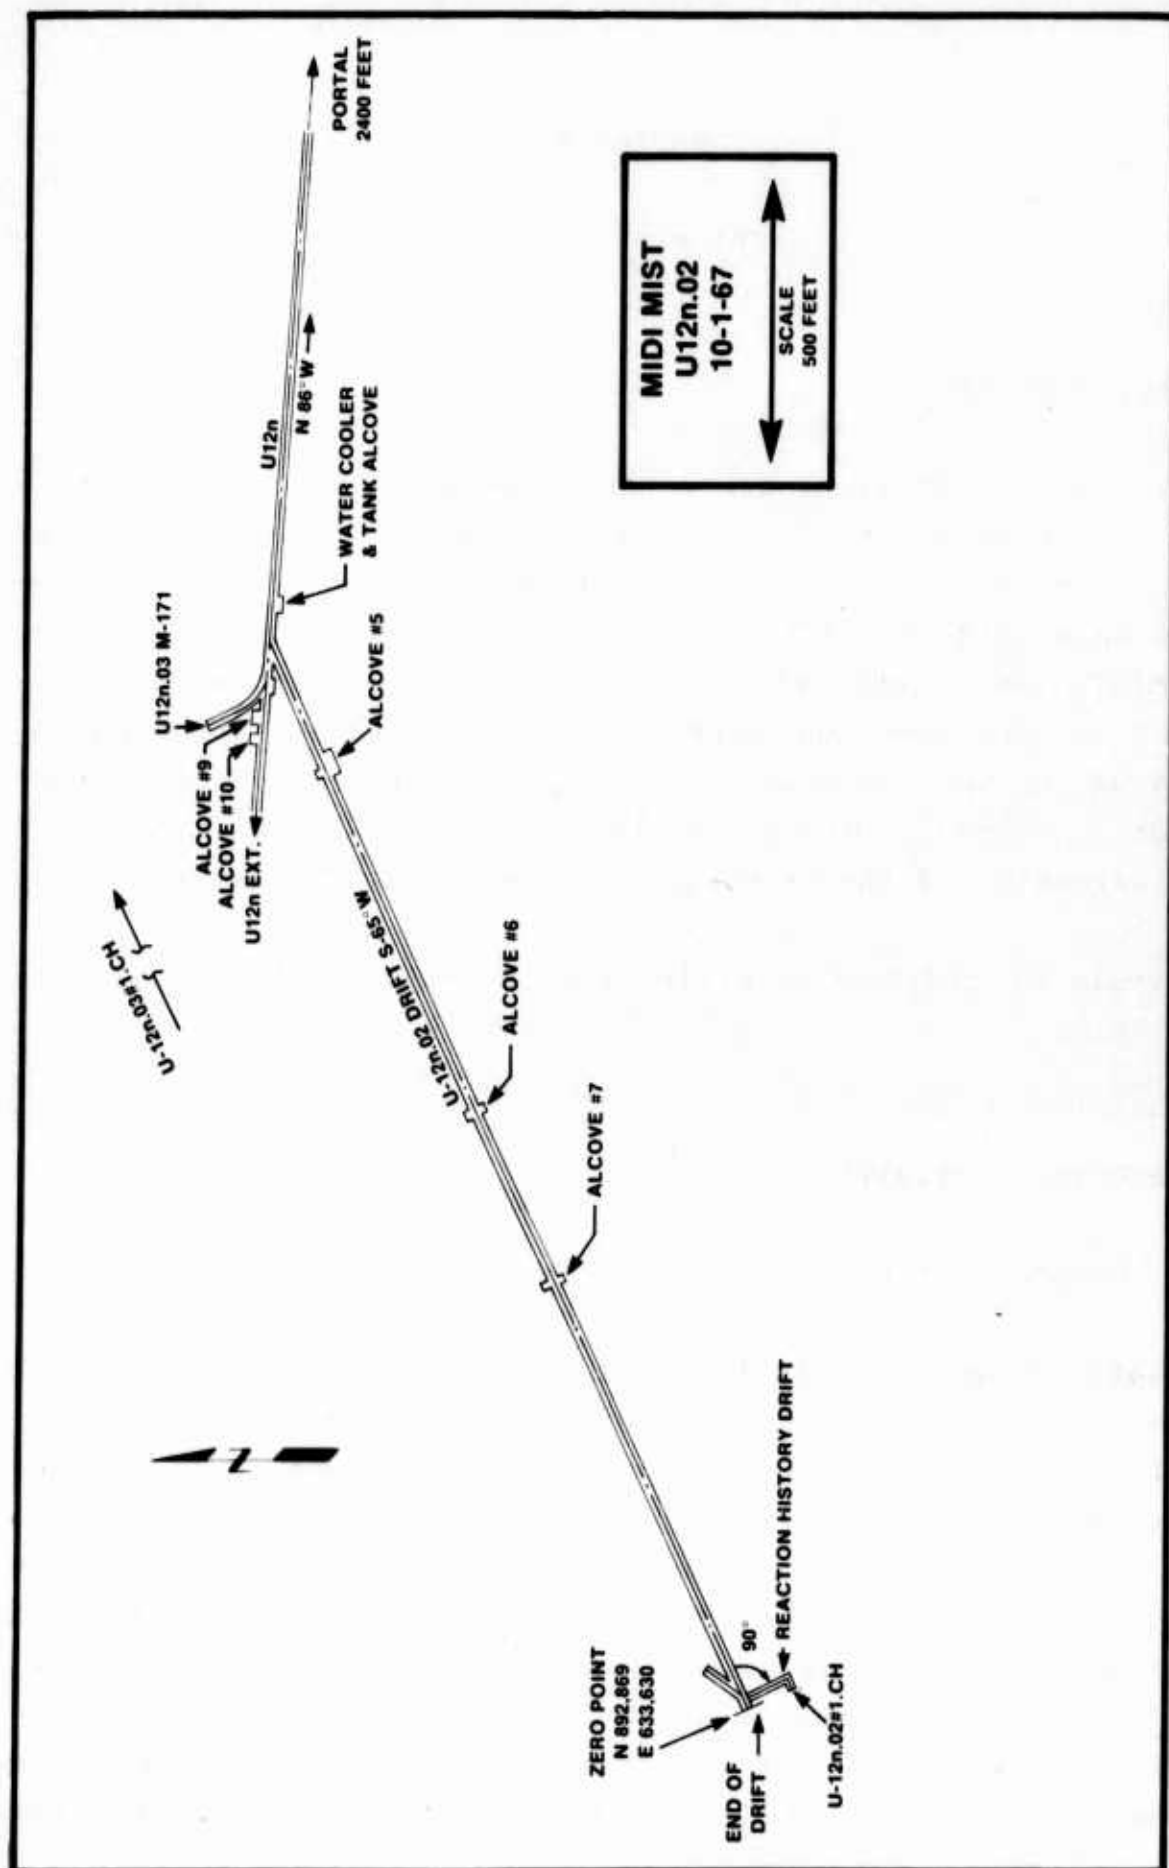 PORTAL
2400 FEET
U12n
N 86° W
WATER COOLER
& TANK ALCOVE
U12n.03 M-171
ALCOVE #9
ALCOVE #10
U12n EXT.
ALCOVE #5
U-12n.03#1.CH
U-12n.02 DRIFT S-65° W
ALCOVE #6
ALCOVE #7
N
ZERO POINT
N 892,869
E 633,630
90°
REACTION HISTORY DRIFT
END OF
DRIFT
U-12n.02#1.CH
MIDI MIST
U12n.02
10-1-67
SCALE
500 FEET